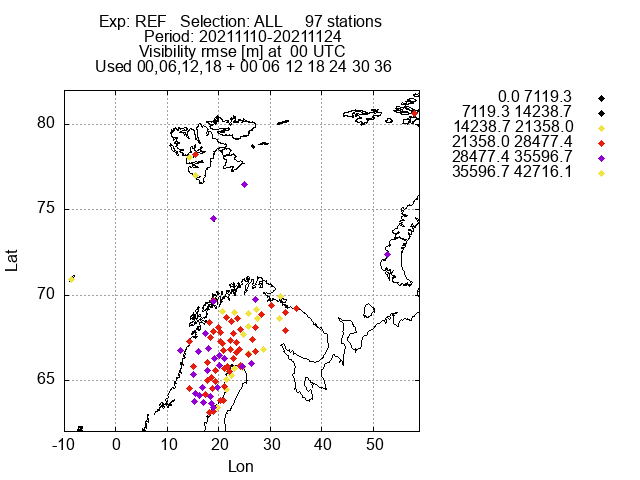 Exp: REF Selection: ALL 97 stations
Period: 20211110-20211124
Visibility rmse [m] at 00 UTC
Used 00,06,12,18 + 00 06 12 18 24 30 36
0.0 7119.3
7119.3 14238.7
14238.7 21358.0
21358.0 28477.4
28477.4 35596.7
35596.7 42716.1
80
75
70
65
Lat
-10 0 10 20 30 40 50
Lon